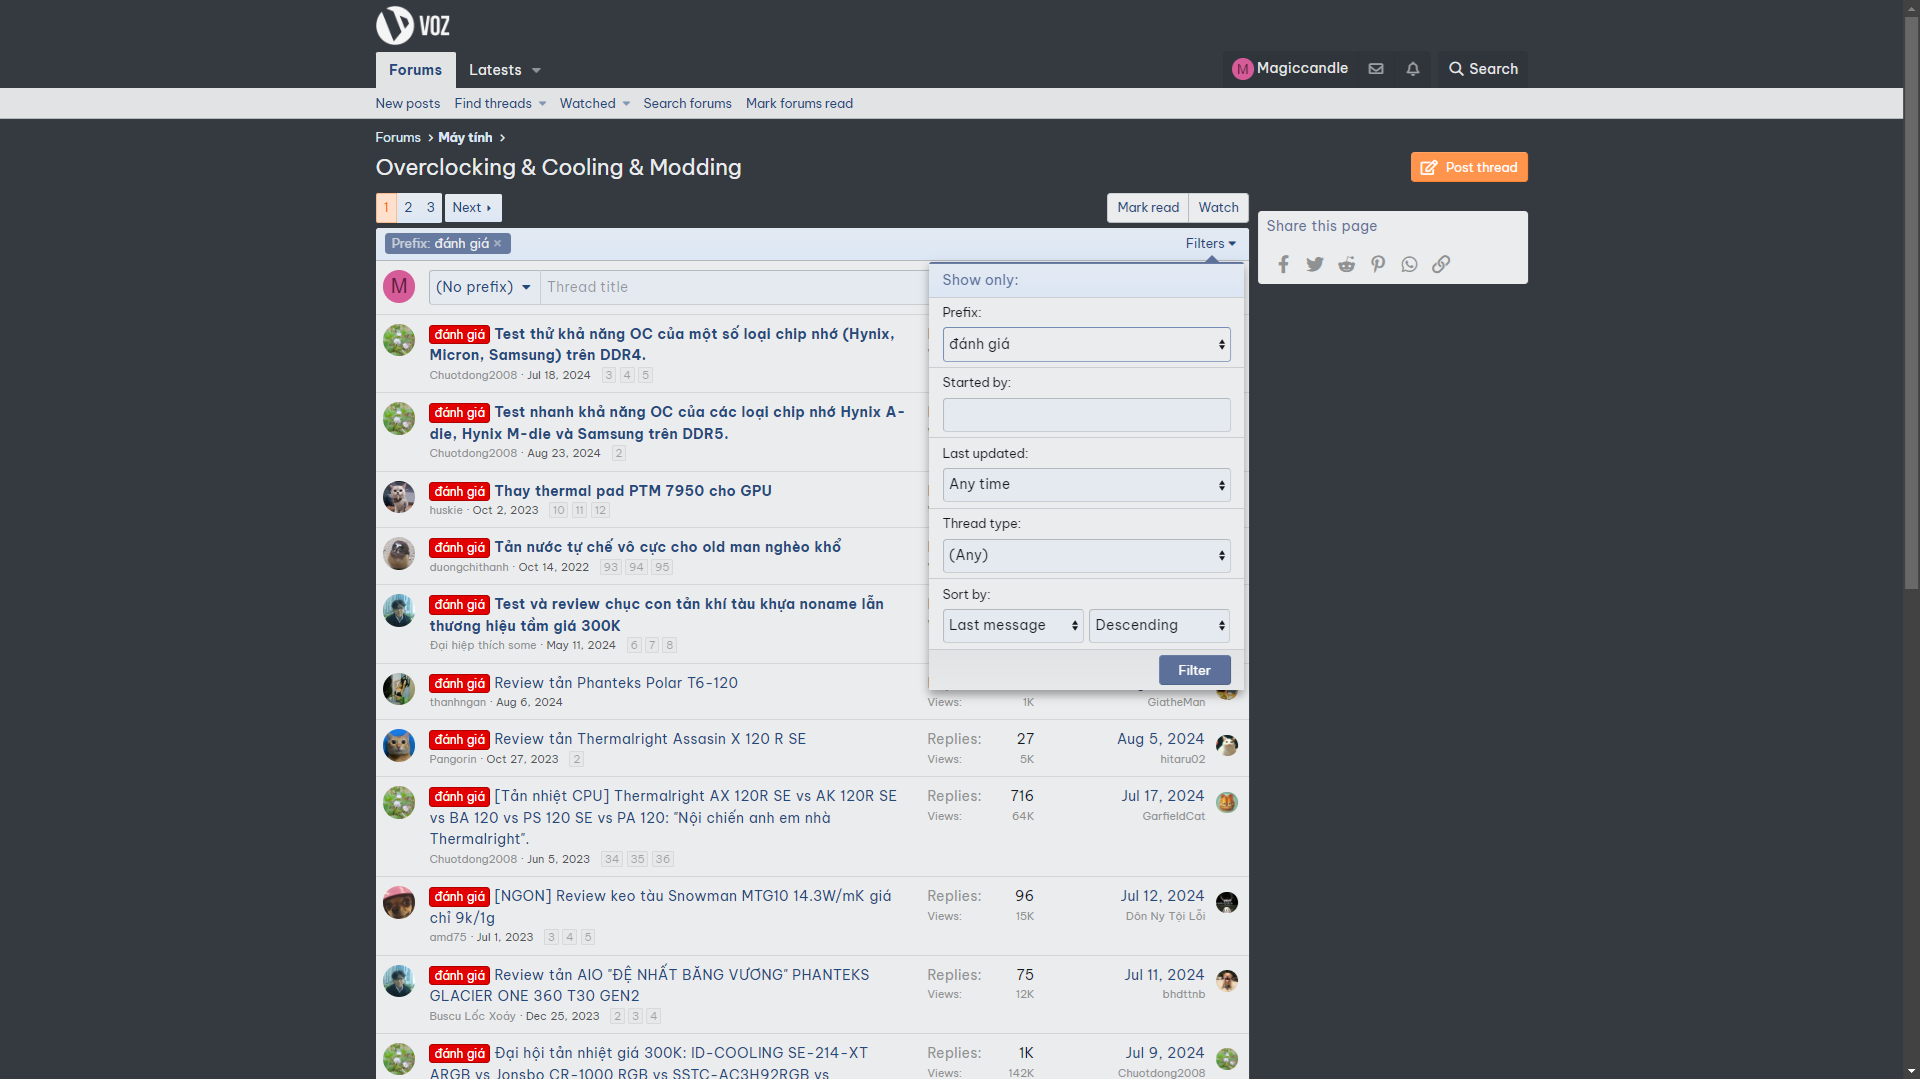 VOZ
Forums
Latests
M
Magiccandle
Search
New posts
Find threads
Watched
Search forums
Mark forums read
Forums
Máy tính
Overclocking & Cooling & Modding
Post thread
1
2
3
Next
Mark read
Watch
Share this page
Prefix: đánh giá ×
Filters
M
(No prefix)
Thread title
Show only:
Prefix:
đánh giá
Started by:
Last updated:
Any time
Thread type:
(Any)
Sort by:
Last message
Descending
Filter
đánh giá Test thử khả năng OC của một số loại chip nhớ (Hynix,
Micron, Samsung) trên DDR4.
Chuotdong2008 · Jul 18, 2024 3 4 5
đánh giá Test nhanh khả năng OC của các loại chip nhớ Hynix A-
die, Hynix M-die và Samsung trên DDR5.
Chuotdong2008 · Aug 23, 2024 2
đánh giá Thay thermal pad PTM 7950 cho GPU
huskie · Oct 2, 2023 10 11 12
đánh giá Tản nước tự chế vô cực cho old man nghèo khổ
duongchithanh · Oct 14, 2022 93 94 95
đánh giá Test và review chục con tản khí tàu khựa noname lẫn
thương hiệu tầm giá 300K
Đại hiệp thích some · May 11, 2024 6 7 8
đánh giá Review tản Phanteks Polar T6-120
thanhngan · Aug 6, 2024
Views: 1K
GiatheMan
đánh giá Review tản Thermalright Assasin X 120 R SE
Pangorin · Oct 27, 2023 2
Replies: 27
Views: 5K
Aug 5, 2024
hitaru02
đánh giá [Tản nhiệt CPU] Thermalright AX 120R SE vs AK 120R SE
vs BA 120 vs PS 120 SE vs PA 120: "Nội chiến anh em nhà
Thermalright".
Chuotdong2008 · Jun 5, 2023 34 35 36
Replies: 716
Views: 64K
Jul 17, 2024
GarfieldCat
đánh giá [NGON] Review keo tàu Snowman MTG10 14.3W/mK giá
chỉ 9k/1g
amd75 · Jul 1, 2023 3 4 5
Replies: 96
Views: 15K
Jul 12, 2024
Dôn Ny Tội Lỗi
đánh giá Review tản AIO "ĐỆ NHẤT BĂNG VƯƠNG" PHANTEKS
GLACIER ONE 360 T30 GEN2
Buscu Lốc Xoáy · Dec 25, 2023 2 3 4
Replies: 75
Views: 12K
Jul 11, 2024
bhdttnb
đánh giá Đại hội tản nhiệt giá 300K: ID-COOLING SE-214-XT
ARGB vs Jonsbo CR-1000 RGB vs SSTC-AC3H92RGB vs
Replies: 1K
Views: 142K
Jul 9, 2024
Chuotdong2008